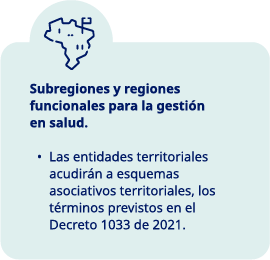 Subregiones y regiones
funcionales para la gestión
en salud.
• Las entidades territoriales
acudirán a esquemas
asociativos territoriales, los
términos previstos en el
Decreto 1033 de 2021.